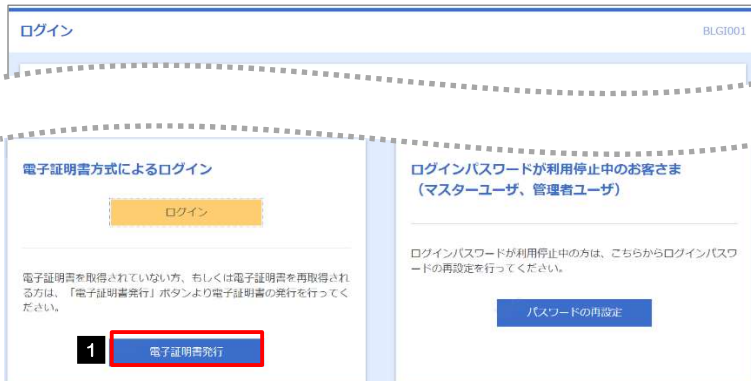 ログイン
BLGI001
電子証明書方式によるログイン
ログイン
電子証明書を取得されていない方、もしくは電子証明書を再取得され
る方は、「電子証明書発行」ボタンより電子証明書の発行を行ってく
ださい。
1
電子証明書発行
ログインパスワードが利用停止中のお客さま
（マスターユーザ、管理者ユーザ）
ログインパスワードが利用停止中の方は、こちらからログインパスワ
ードの再設定を行ってください。
パスワードの再設定